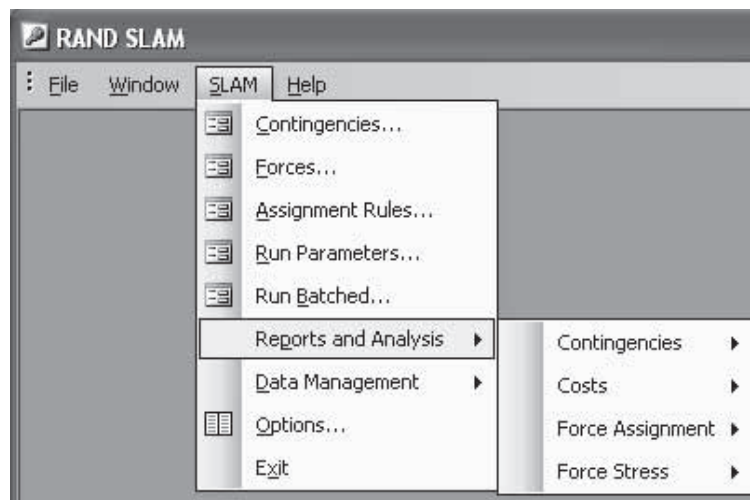 RAND SLAM
File Window SLAM Help
Contingencies...
Forces...
Assignment Rules...
Run Parameters...
Run Batched...
Reports and Analysis
Contingencies
Data Management
Costs
Options...
Force Assignment
Exit
Force Stress